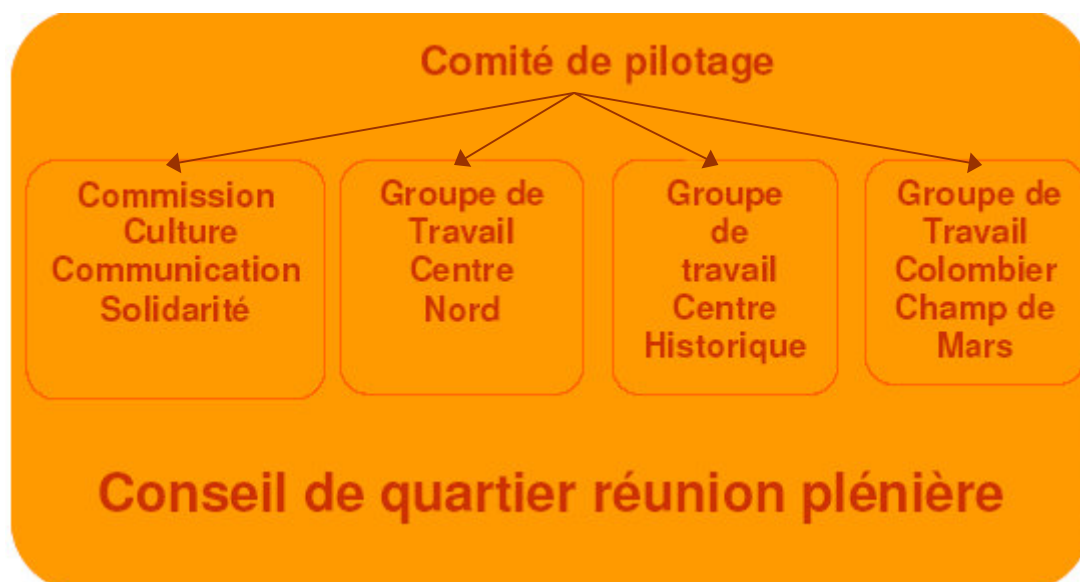 Comité de pilotage
Commission
Culture
Communication
Solidarité
Groupe de
Travail
Centre
Nord
Groupe
de
travail
Centre
Historique
Groupe de
Travail
Colombier
Champ de
Mars
Conseil de quartier réunion plénière